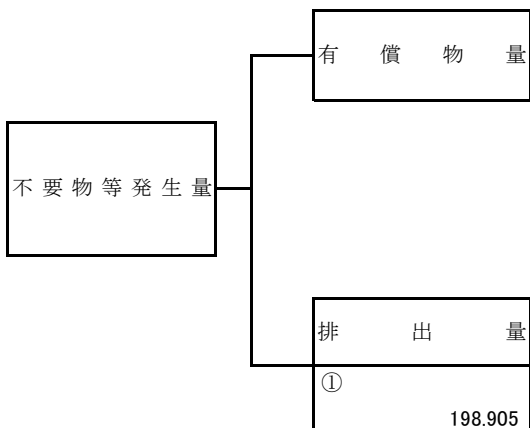 有償物量
不要物等発生量
排出量
①
198.905